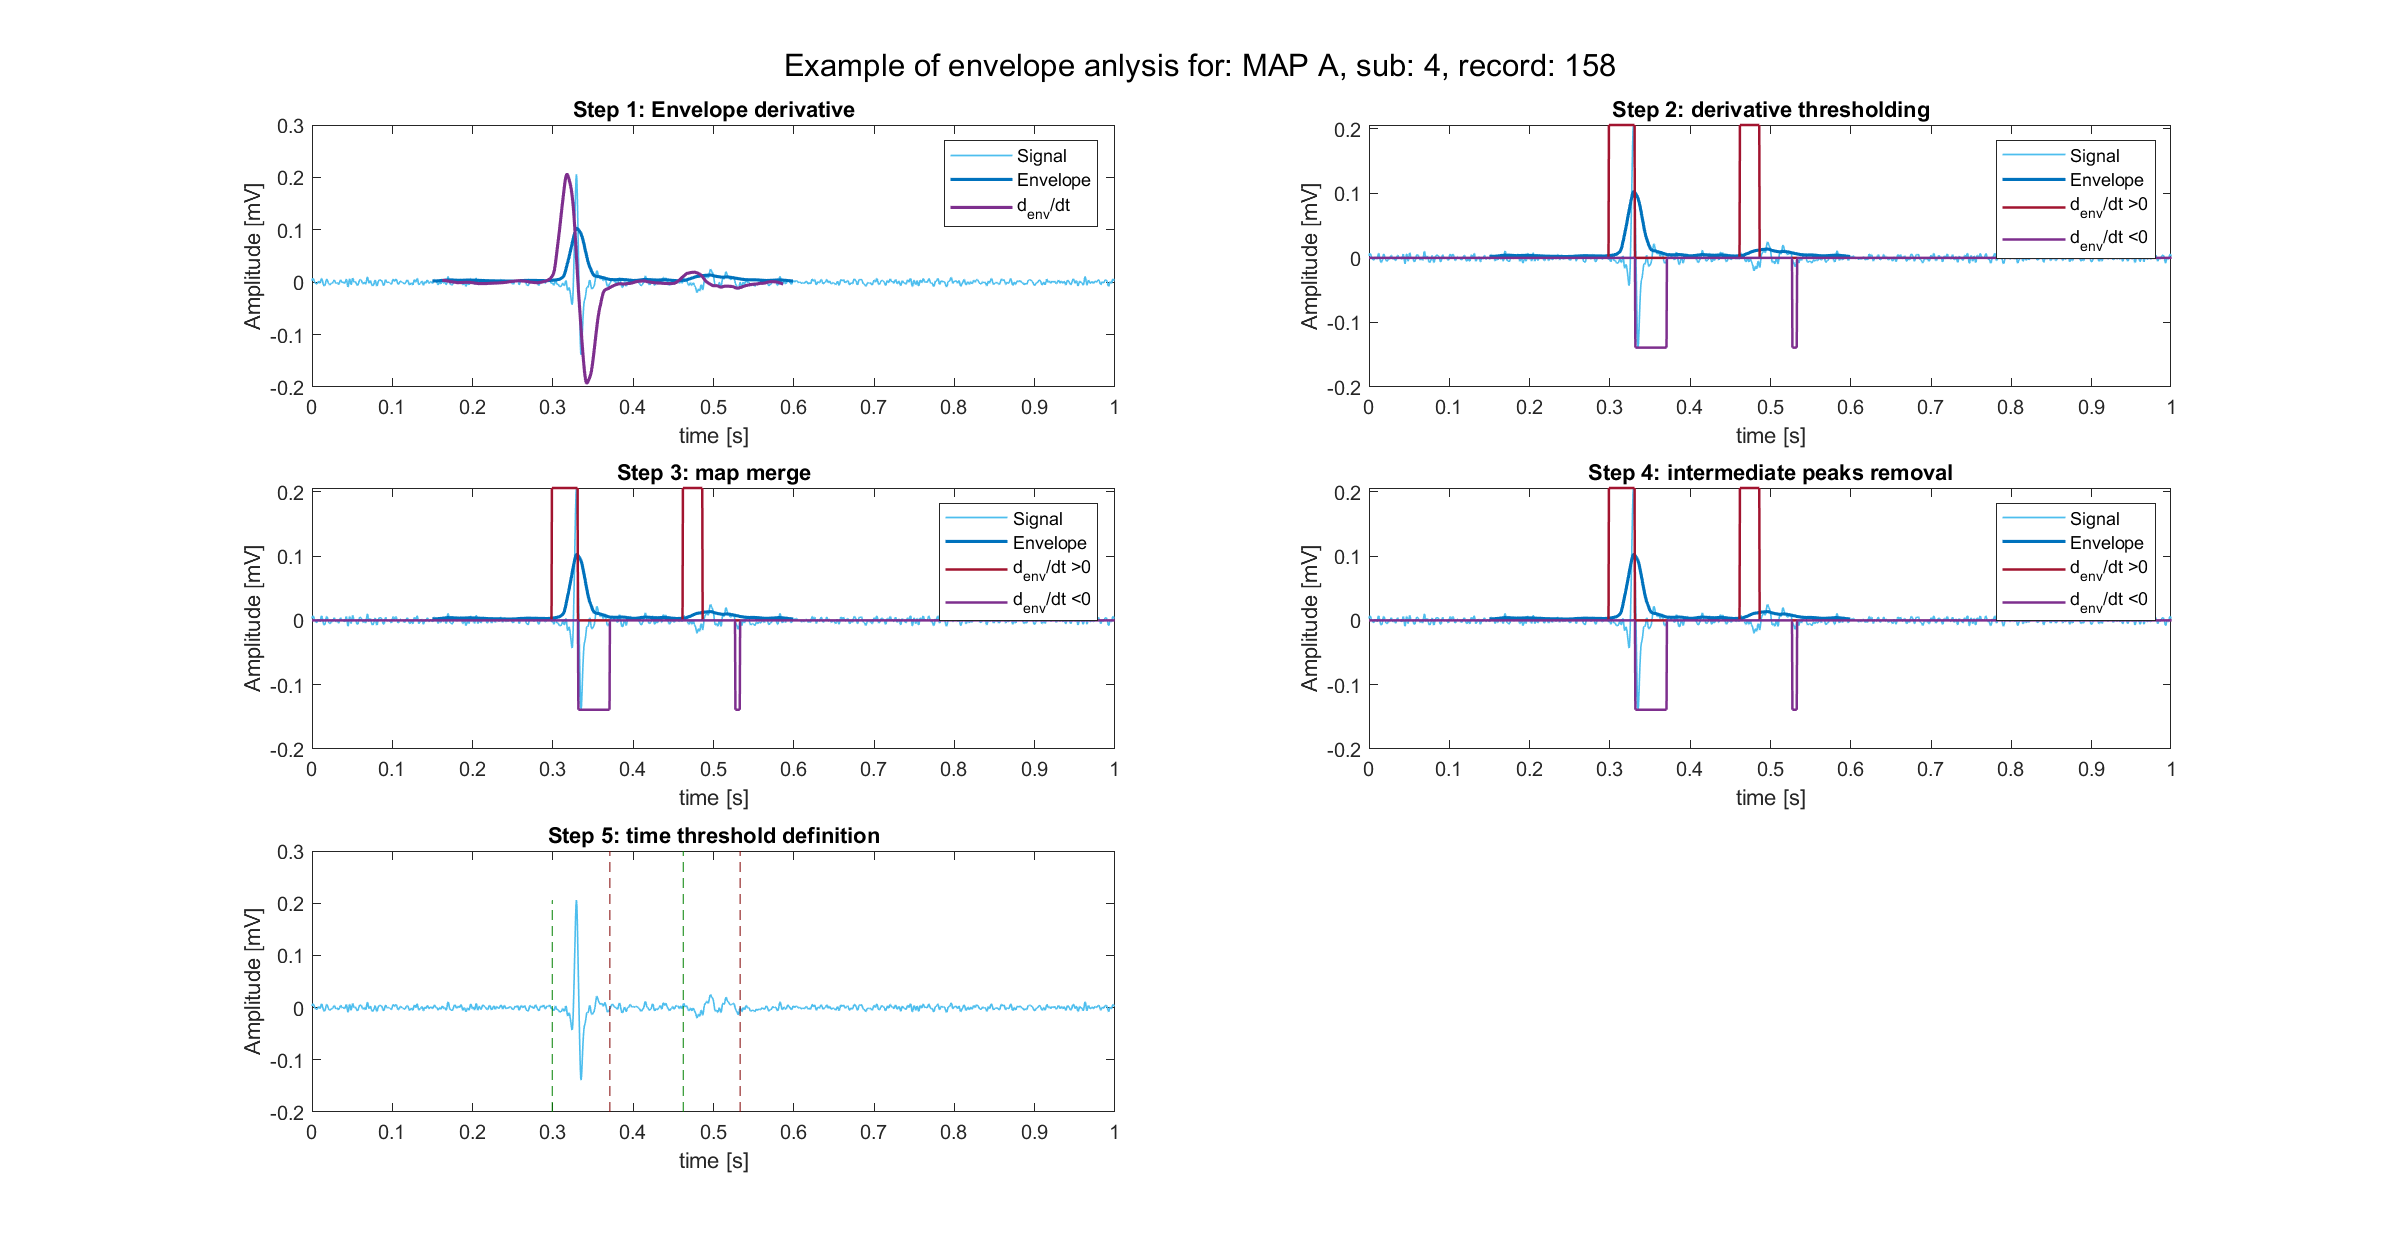 Example of envelope anlysis for: MAP A, sub: 4, record: 158
Step 1: Envelope derivative
0.3
0.2
0.1
0
-0.1
-0.2
Amplitude [mV]
Signal
Envelope
d_env/dt
0 0.1 0.2 0.3 0.4 0.5 0.6 0.7 0.8 0.9 1
time [s]
Step 2: derivative thresholding
0.2
0.1
0
-0.1
-0.2
Amplitude [mV]
Signal
Envelope
d_env/dt >0
d_env/dt <0
0 0.1 0.2 0.3 0.4 0.5 0.6 0.7 0.8 0.9 1
time [s]
Step 3: map merge
0.2
0.1
0
-0.1
-0.2
Amplitude [mV]
Signal
Envelope
d_env/dt >0
d_env/dt <0
0 0.1 0.2 0.3 0.4 0.5 0.6 0.7 0.8 0.9 1
time [s]
Step 4: intermediate peaks removal
0.2
0.1
0
-0.1
-0.2
Amplitude [mV]
Signal
Envelope
d_env/dt >0
d_env/dt <0
0 0.1 0.2 0.3 0.4 0.5 0.6 0.7 0.8 0.9 1
time [s]
Step 5: time threshold definition
0.3
0.2
0.1
0
-0.1
-0.2
Amplitude [mV]
0 0.1 0.2 0.3 0.4 0.5 0.6 0.7 0.8 0.9 1
time [s]